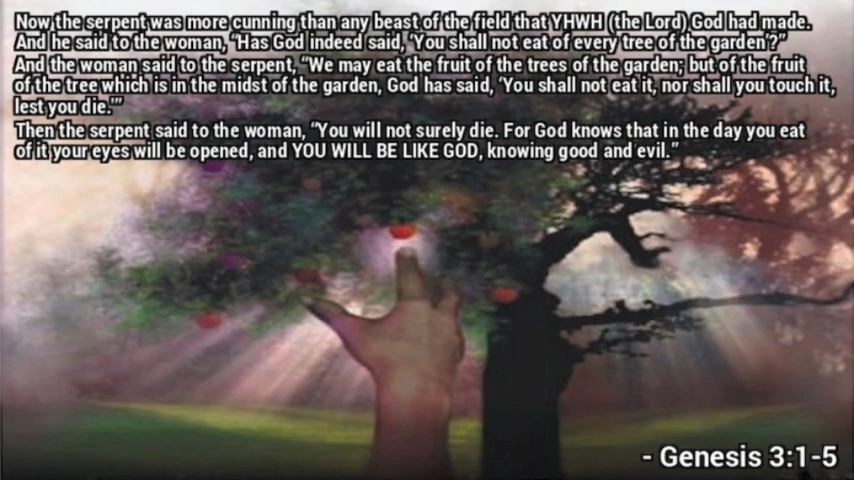 Now the serpent was more cunning than any beast of the field that YHWH (the Lord) God had made.
And he said to the woman, “Has God indeed said, ‘You shall not eat of every tree of the garden’?”
And the woman said to the serpent, “We may eat the fruit of the trees of the garden; but of the fruit
of the tree which is in the midst of the garden, God has said, ‘You shall not eat it, nor shall you touch it,
lest you die.’”
Then the serpent said to the woman, “You will not surely die. For God knows that in the day you eat
of it your eyes will be opened, and YOU WILL BE LIKE GOD, knowing good and evil.”
- Genesis 3:1-5